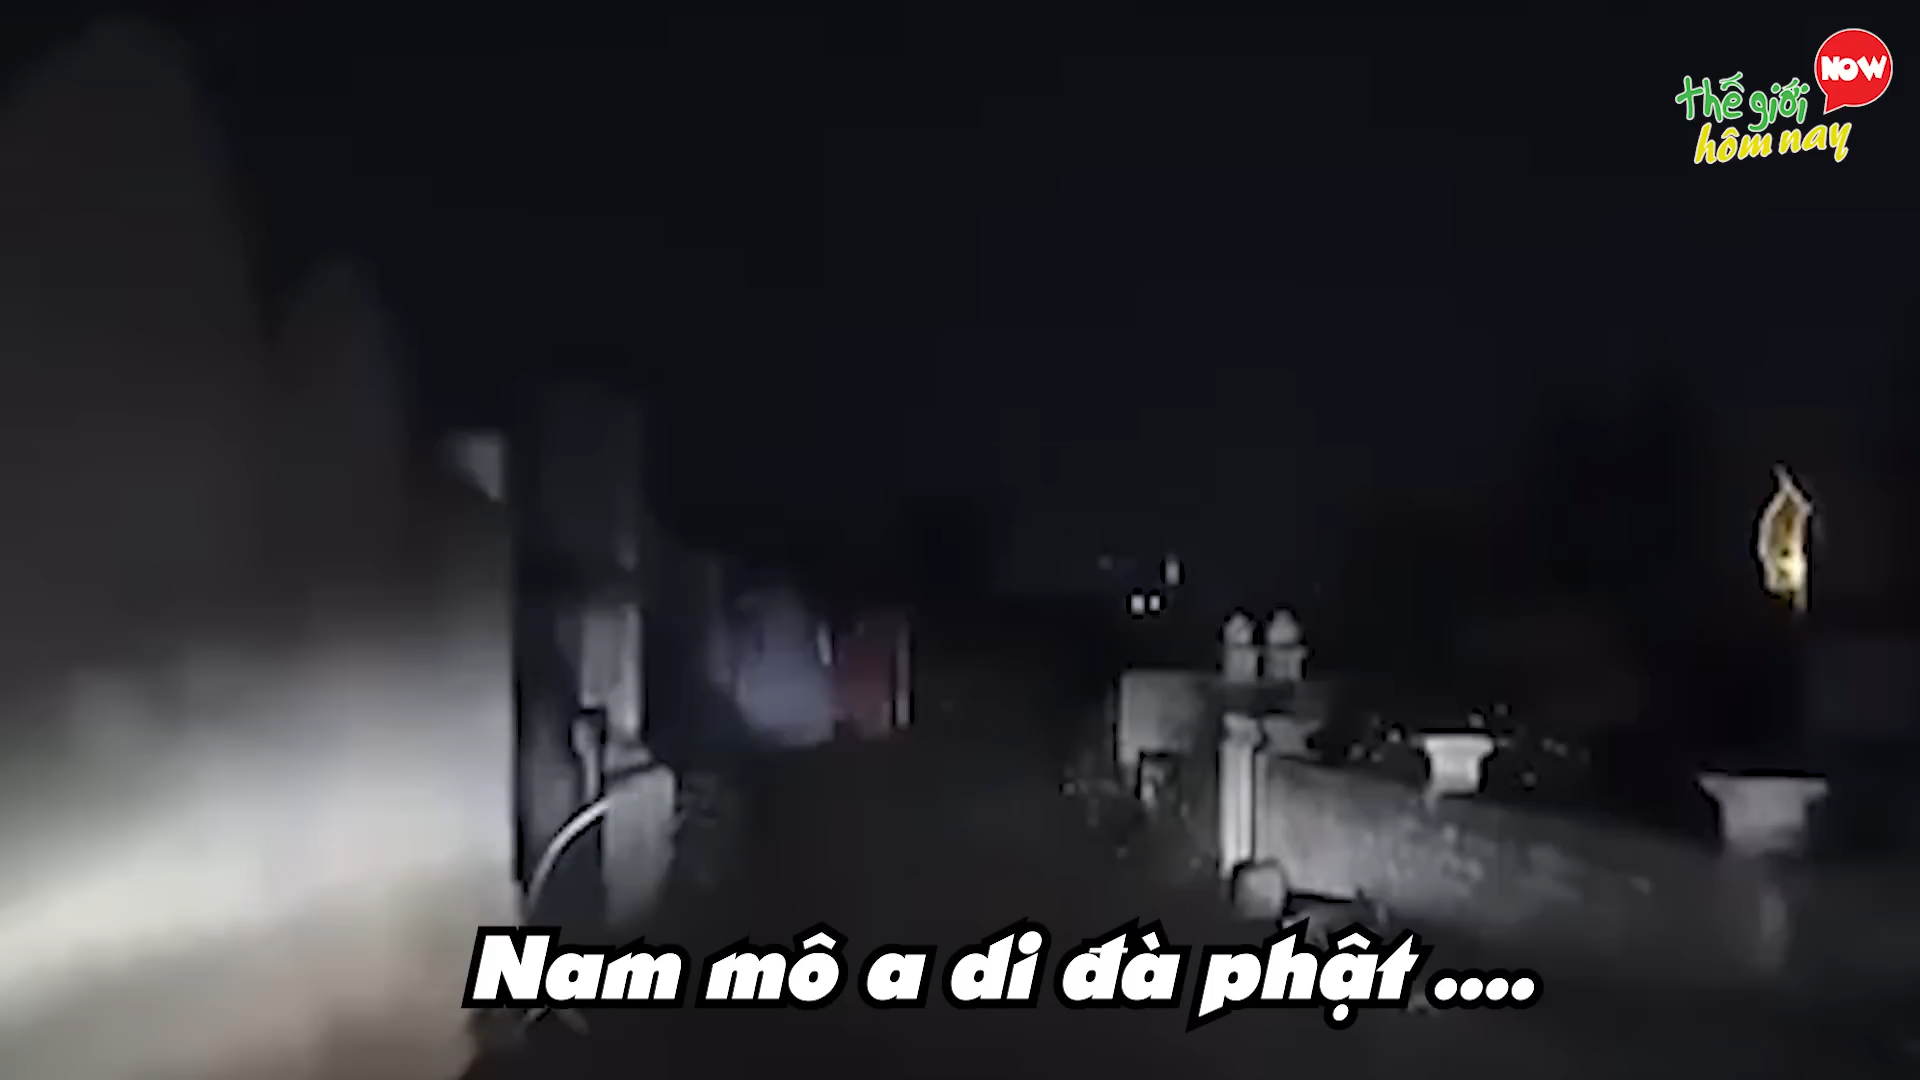 NOW
thế giới
hôm nay
Nam mô a di đà phật ....